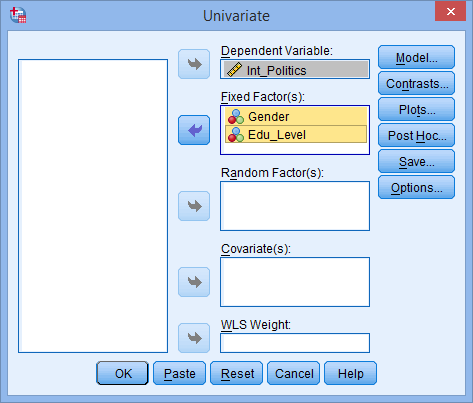 Univariate
Dependent Variable:
Int_Politics
Fixed Factor(s):
Gender
Edu_Level
Random Factor(s):
Covariate(s):
WLS Weight:
Model...
Contrasts...
Plots...
Post Hoc...
Save...
Options...
OK
Paste
Reset
Cancel
Help